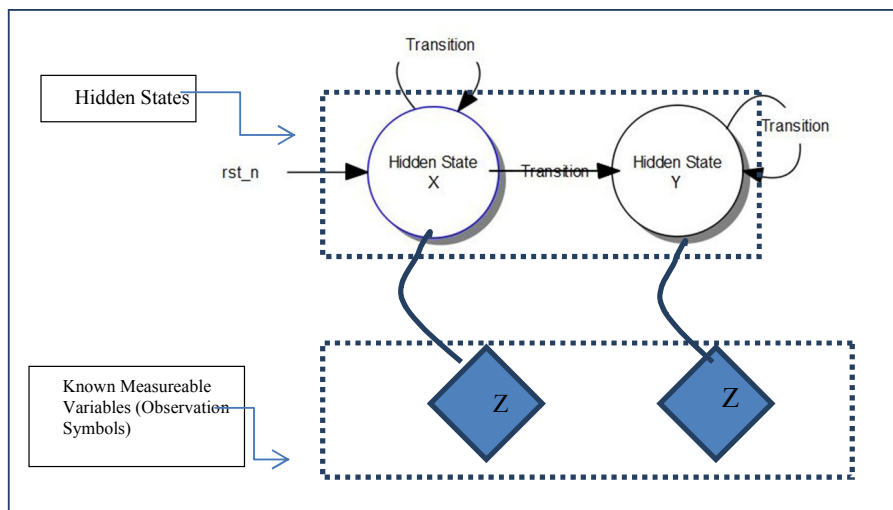 Transition
Hidden States
Hidden State
X
Hidden State
Y
Transition
rst_n
Transition
Known Measureable
Variables (Observation
Symbols)
Z
Z